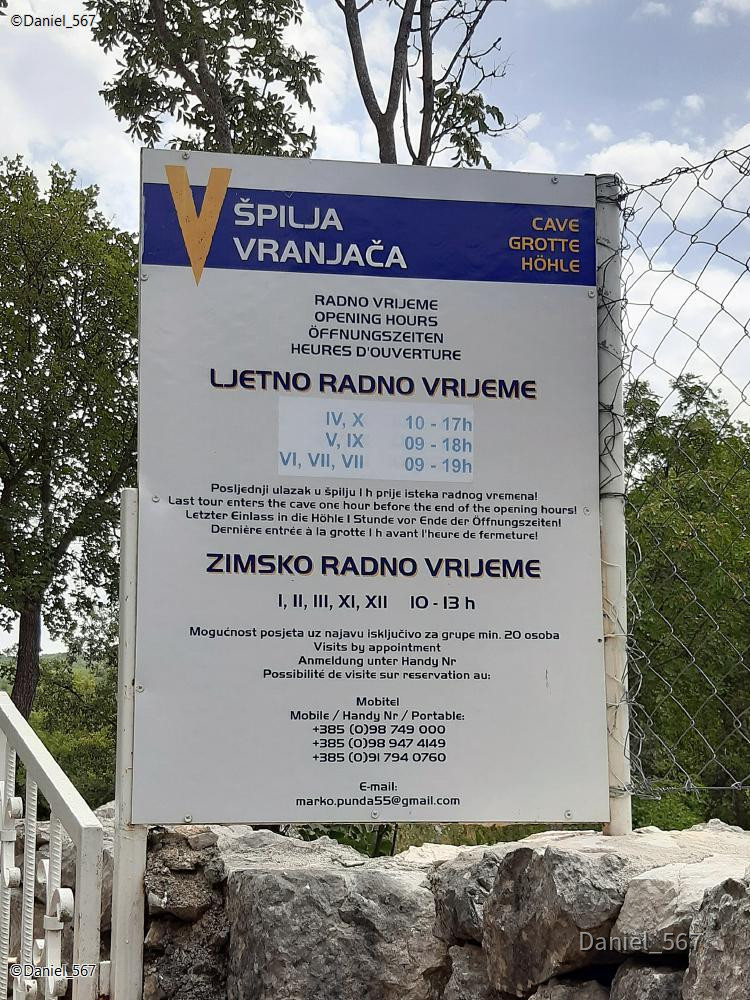 ©Daniel_567
V
ŠPILJA
VRANJAČA
CAVE
GROTTE
HÖHLE
RADNO VRIJEME
OPENING HOURS
ÖFFNUNGSZEITEN
HEURES D'OUVERTURE
LJETNO RADNO VRIJEME
IV, X 10 - 17h
V, IX 09 - 18h
VI, VII, VII 09 - 19h
Posljednji ulazak u špilju 1 h prije isteka radnog vremena!
Last tour enters the cave one hour before the end of the opening hours!
Letzter Einlass in die Höhle 1 Stunde vor Ende der Öffnungszeiten!
Dernière entrée à la grotte 1 h avant l'heure de fermeture!
ZIMSKO RADNO VRIJEME
I, II, III, XI, XII 10 - 13 h
Mogućnost posjeta uz najavu isključivo za grupe min. 20 osoba
Visits by appointment
Anmeldung unter Handy Nr
Possibilité de visite sur reservation au:
Mobitel
Mobile / Handy Nr / Portable:
+385 (0)98 749 000
+385 (0)98 947 4149
+385 (0)91 794 0760
E-mail:
marko.punda55@gmail.com
Daniel_567
©Daniel_567